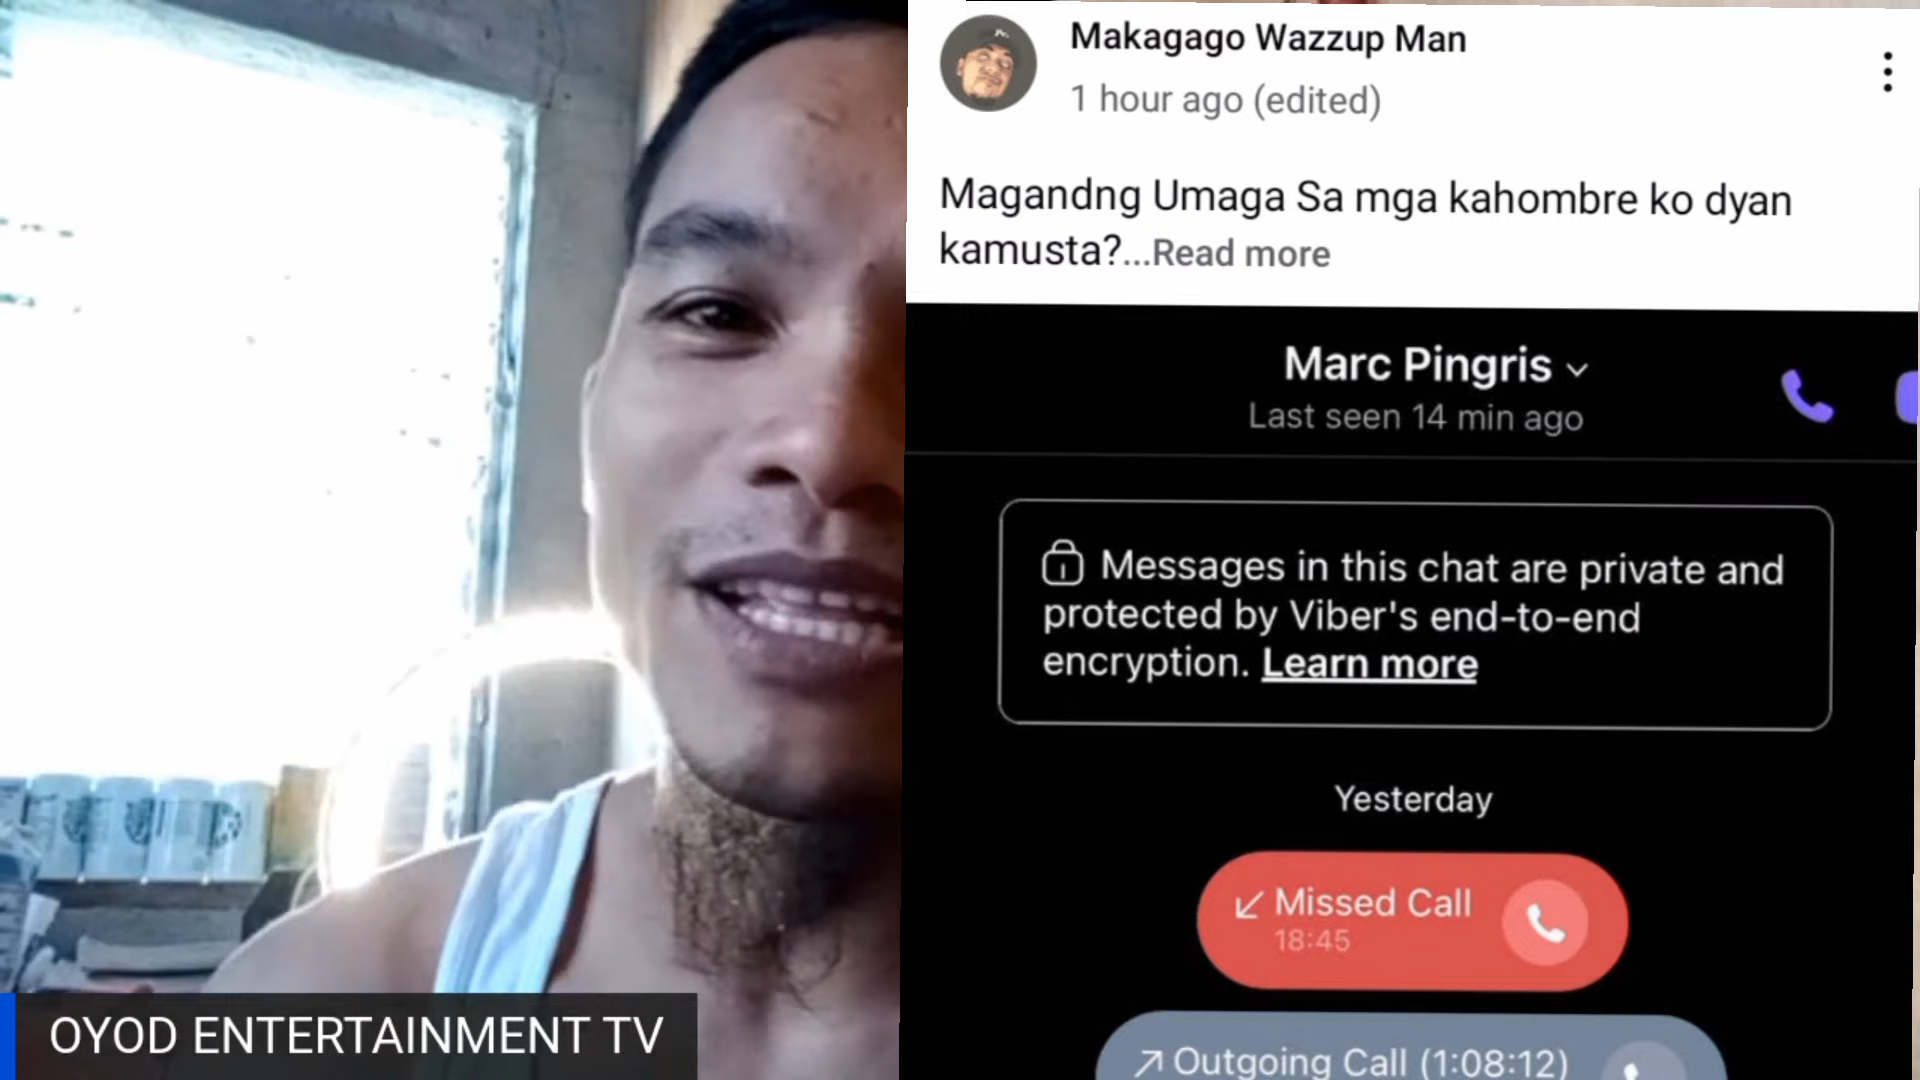 Makagago Wazzup Man
1 hour ago (edited)
Magandng Umaga Sa mga kahombre ko dyan
kamusta?...Read more
Marc Pingris
Last seen 14 min ago
Messages in this chat are private and
protected by Viber's end-to-end
encryption. Learn more
Yesterday
Missed Call
18:45
Outgoing Call (1:08:12)
OYOD ENTERTAINMENT TV